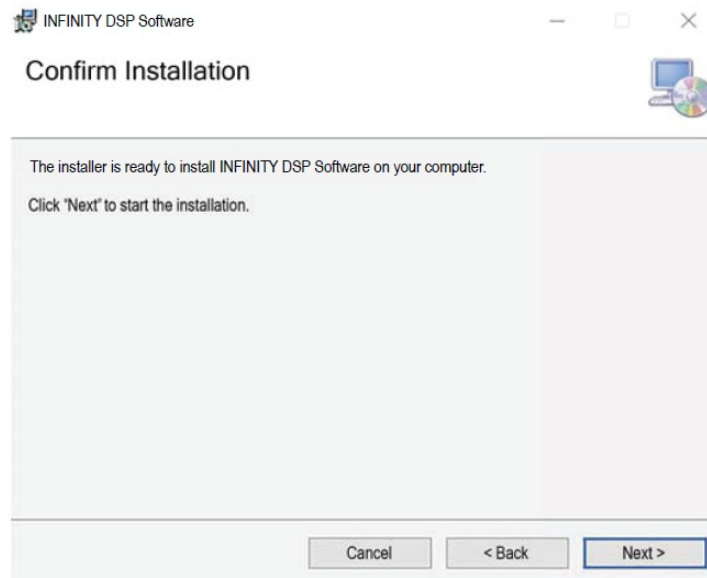 INFINITY DSP Software
Confirm Installation
The installer is ready to install INFINITY DSP Software on your computer.
Click "Next" to start the installation.
Cancel
< Back
Next >